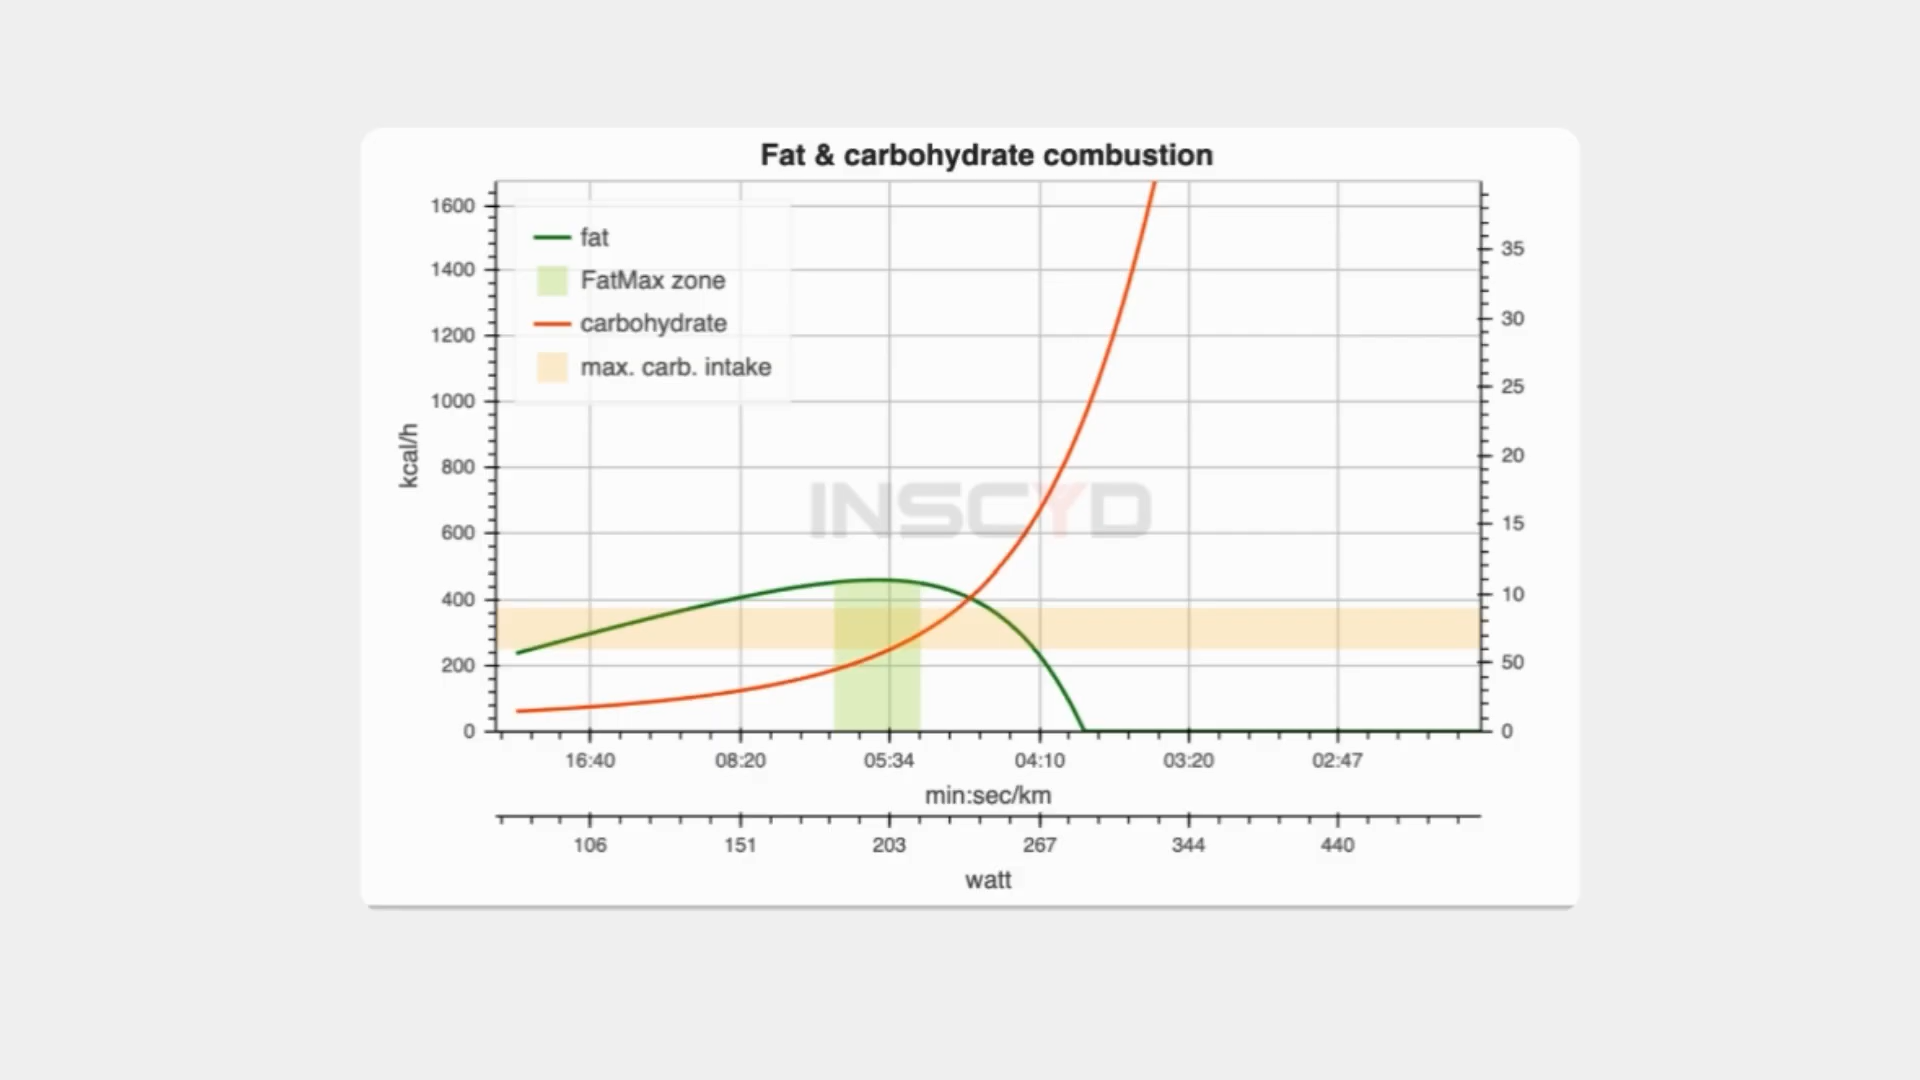 Fat & carbohydrate combustion
fat
FatMax zone
carbohydrate
max. carb. intake
kcal/h
1600
1400
1200
1000
800
600
400
200
0
35
30
25
20
15
10
50
0
INSCYD
16:40 08:20 05:34 04:10 03:20 02:47
min:sec/km
106 151 203 267 344 440
watt